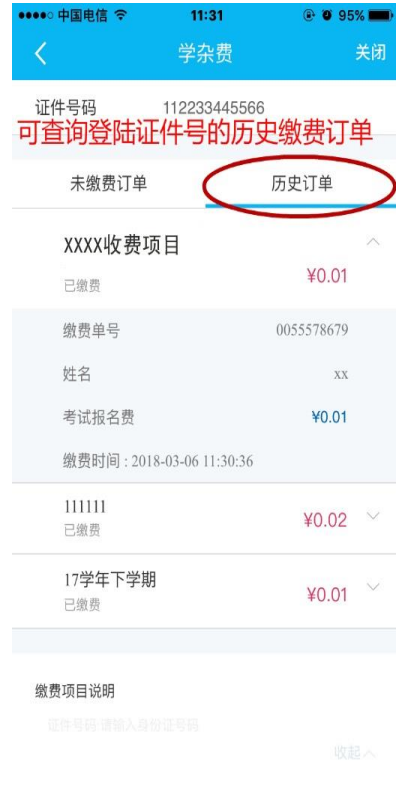 中国电信 11:31 95%
学杂费 关闭
证件号码 112233445566
可查询登陆证件号的历史缴费订单
未缴费订单 历史订单
XXXX收费项目
¥0.01
已缴费
缴费单号 0055578679
姓名 xx
考试报名费 ¥0.01
缴费时间 : 2018-03-06 11:30:36
111111
¥0.02
已缴费
17学年下学期
¥0.01
已缴费
缴费项目说明
证件号码:请输入身份证号码
收起